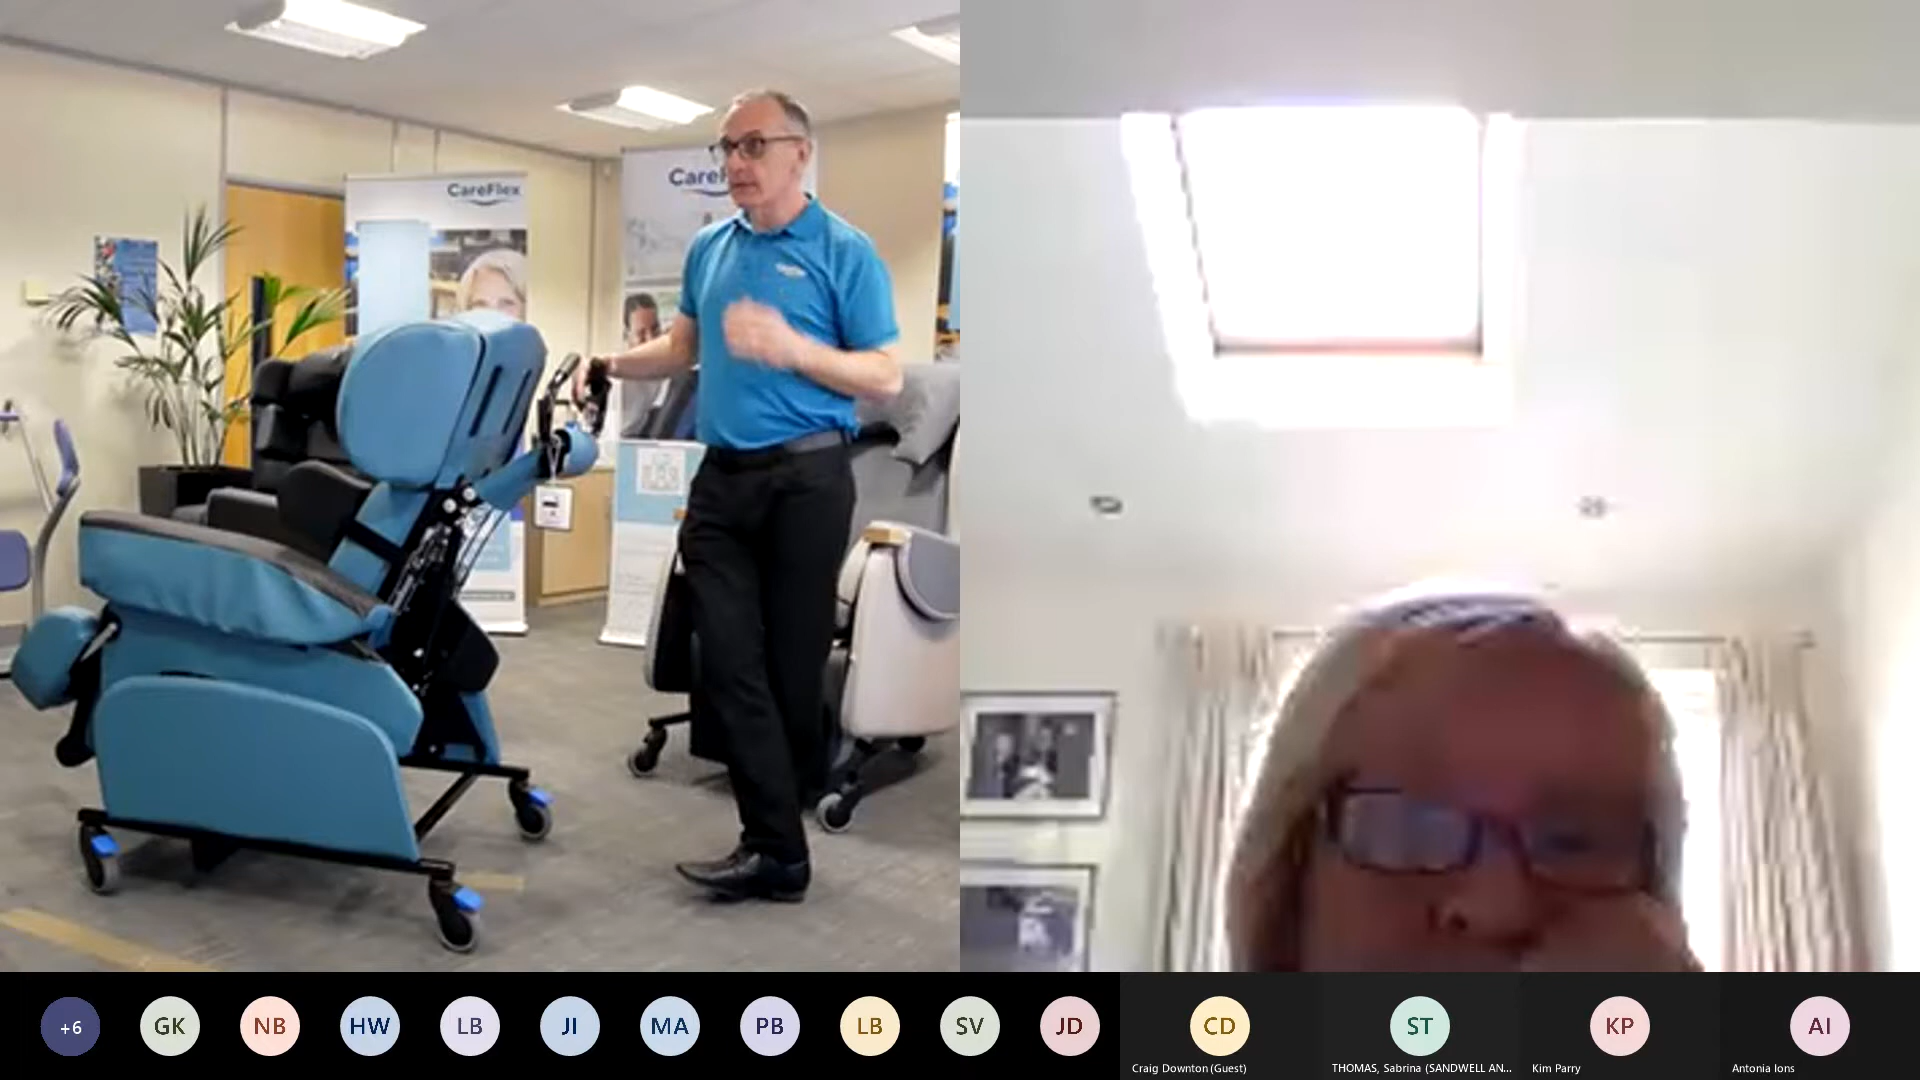 CareFlex
CareF
+6
GK
NB
HW
LB
JI
MA
PB
LB
SV
JD
CD
ST
KP
AI
Craig Downton (Guest)
THOMAS, Sabrina (SANDWELL AN...
Kim Parry
Antonia Ions